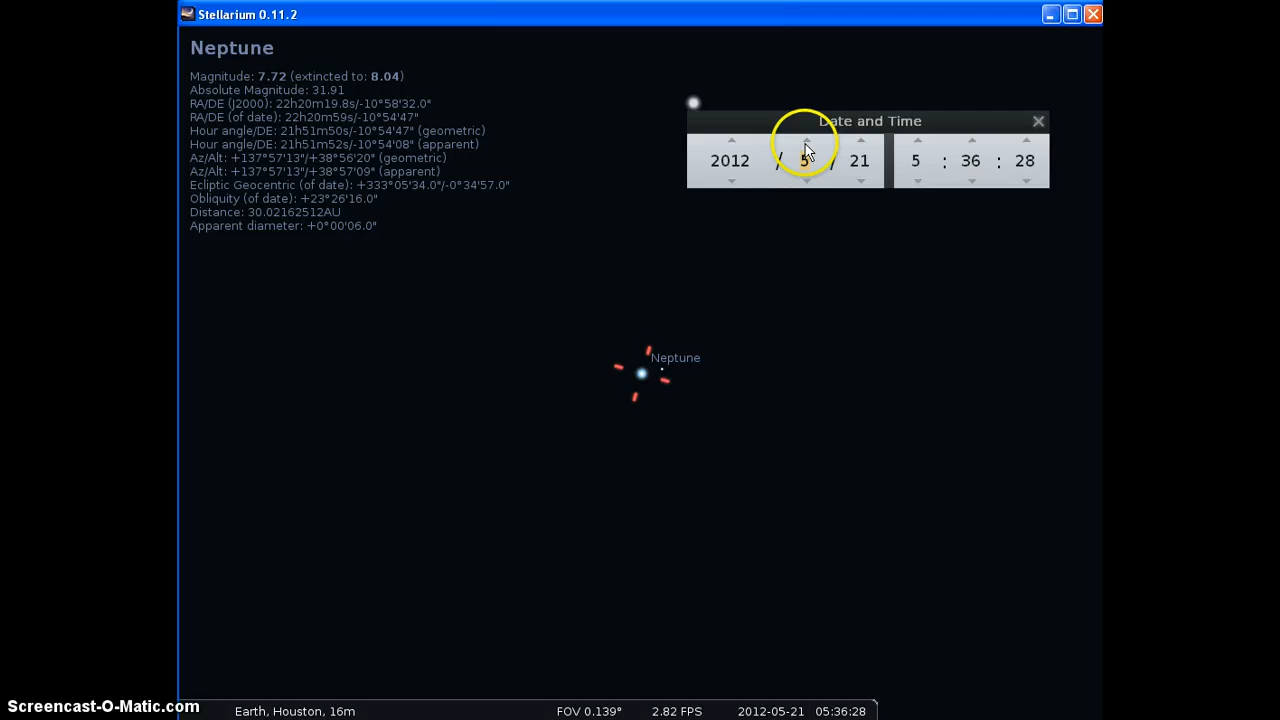 Stellarium 0.11.2
Neptune
Magnitude: 7.72 (extincted to: 8.04)
Absolute Magnitude: 31.91
RA/DE (J2000): 22h20m19.8s/-10°58'32.0"
RA/DE (of date): 22h20m59s/-10°54'47"
Hour angle/DE: 21h51m50s/-10°54'47" (geometric)
Hour angle/DE: 21h51m52s/-10°54'08" (apparent)
Az/Alt: +137°57'13"/+38°56'20" (geometric)
Az/Alt: +137°57'13"/+38°57'09" (apparent)
Ecliptic Geocentric (of date): +333°05'34.0"/-0°34'57.0"
Obliquity (of date): +23°26'16.0"
Distance: 30.02162512AU
Apparent diameter: +0°00'06.0"
Date and Time
2012 / 5 / 21 5 : 36 : 28
Neptune
Earth, Houston, 16m FOV 0.139° 2.82 FPS 2012-05-21 05:36:28
Screencast-O-Matic.com